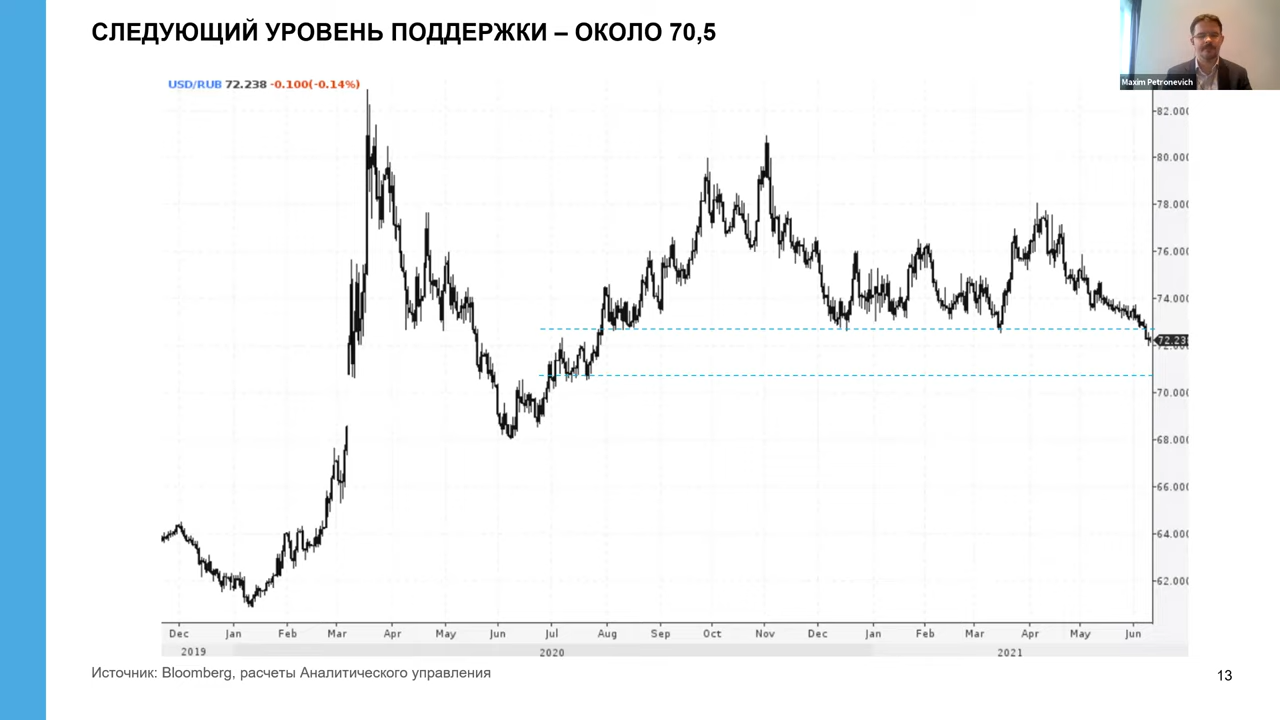 СЛЕДУЮЩИЙ УРОВЕНЬ ПОДДЕРЖКИ – ОКОЛО 70,5
Maxim Petronevich
USD/RUB 72.238 -0.100(-0.14%)
82.000
80.000
78.000
76.000
74.000
72.23
72.000
70.000
68.000
66.000
64.000
62.000
Dec Jan Feb Mar Apr May Jun Jul Aug Sep Oct Nov Dec Jan Feb Mar Apr May Jun
2019 2020 2021
Источник: Bloomberg, расчеты Аналитического управления
13